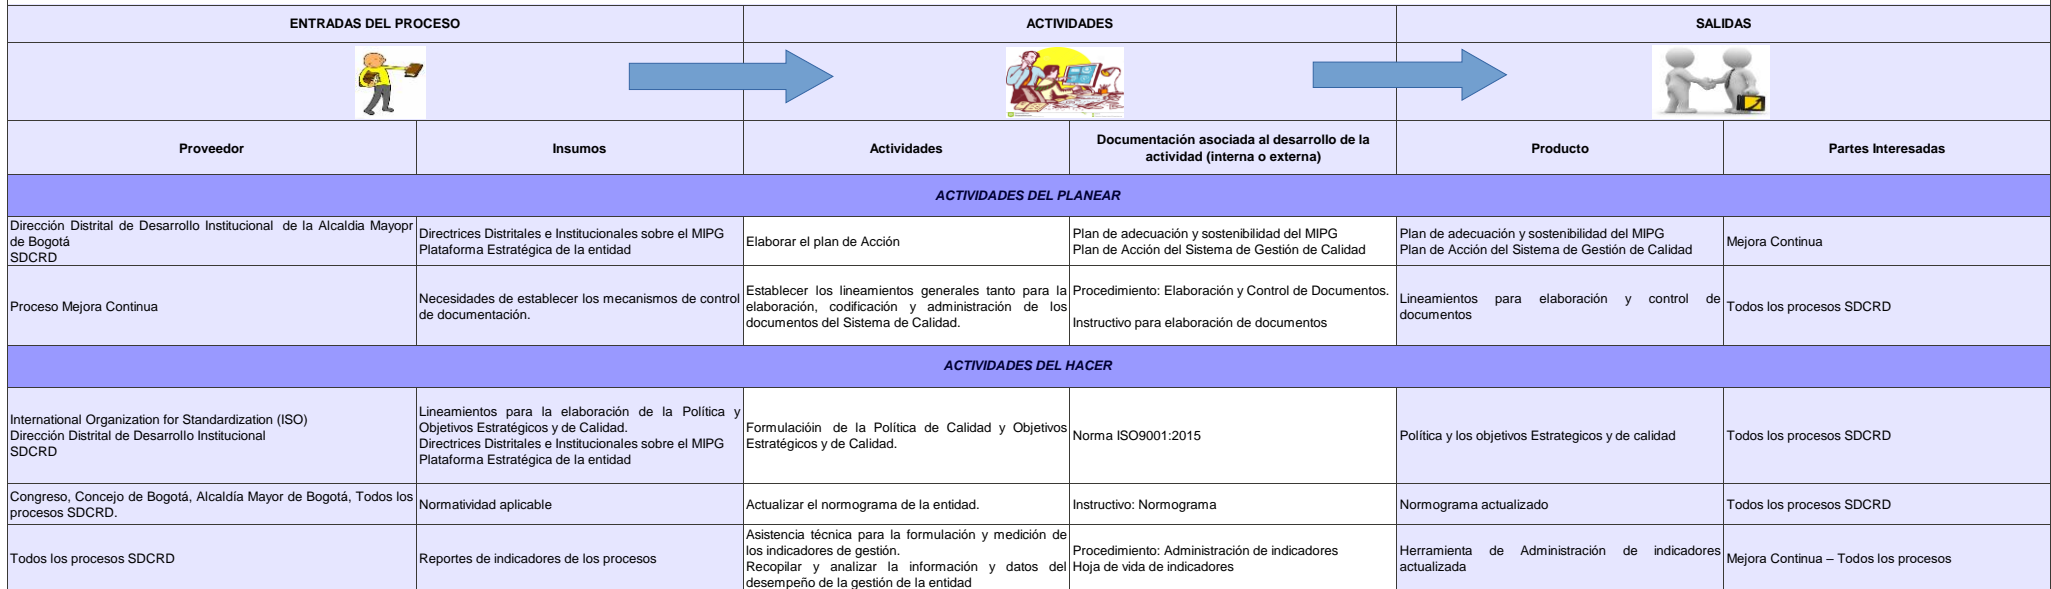 ENTRADAS DEL PROCESO
ACTIVIDADES
SALIDAS
Proveedor
Insumos
Actividades
Documentación asociada al desarrollo de la
actividad (interna o externa)
Producto
Partes Interesadas
ACTIVIDADES DEL PLANEAR
Dirección Distrital de Desarrollo Institucional de la Alcaldia Mayopr
de Bogotá
SDCRD
Directrices Distritales e Institucionales sobre el MIPG
Plataforma Estratégica de la entidad
Elaborar el plan de Acción
Plan de adecuación y sostenibilidad del MIPG
Plan de Acción del Sistema de Gestión de Calidad
Plan de adecuación y sostenibilidad del MIPG
Plan de Acción del Sistema de Gestión de Calidad
Mejora Continua
Proceso Mejora Continua
Necesidades de establecer los mecanismos de control
de documentación.
Establecer los lineamientos generales tanto para la
elaboración, codificación y administración de los
documentos del Sistema de Calidad.
Procedimiento: Elaboración y Control de Documentos.
Instructivo para elaboración de documentos
Lineamientos para elaboración y control de
documentos
Todos los procesos SDCRD
ACTIVIDADES DEL HACER
International Organization for Standardization (ISO)
Dirección Distrital de Desarrollo Institucional
SDCRD
Lineamientos para la elaboración de la Política y
Objetivos Estratégicos y de Calidad.
Directrices Distritales e Institucionales sobre el MIPG
Plataforma Estratégica de la entidad
Formulacióin de la Política de Calidad y Objetivos
Estratégicos y de Calidad.
Norma ISO9001:2015
Política y los objetivos Estrategicos y de calidad
Todos los procesos SDCRD
Congreso, Concejo de Bogotá, Alcaldía Mayor de Bogotá, Todos los
procesos SDCRD.
Normatividad aplicable
Actualizar el normograma de la entidad.
Instructivo: Normograma
Normograma actualizado
Todos los procesos SDCRD
Todos los procesos SDCRD
Reportes de indicadores de los procesos
Asistencia técnica para la formulación y medición de
los indicadores de gestión.
Recopilar y analizar la información y datos del
desempeño de la gestión de la entidad
Procedimiento: Administración de indicadores
Hoja de vida de indicadores
Herramienta de Administración de indicadores
actualizada
Mejora Continua – Todos los procesos